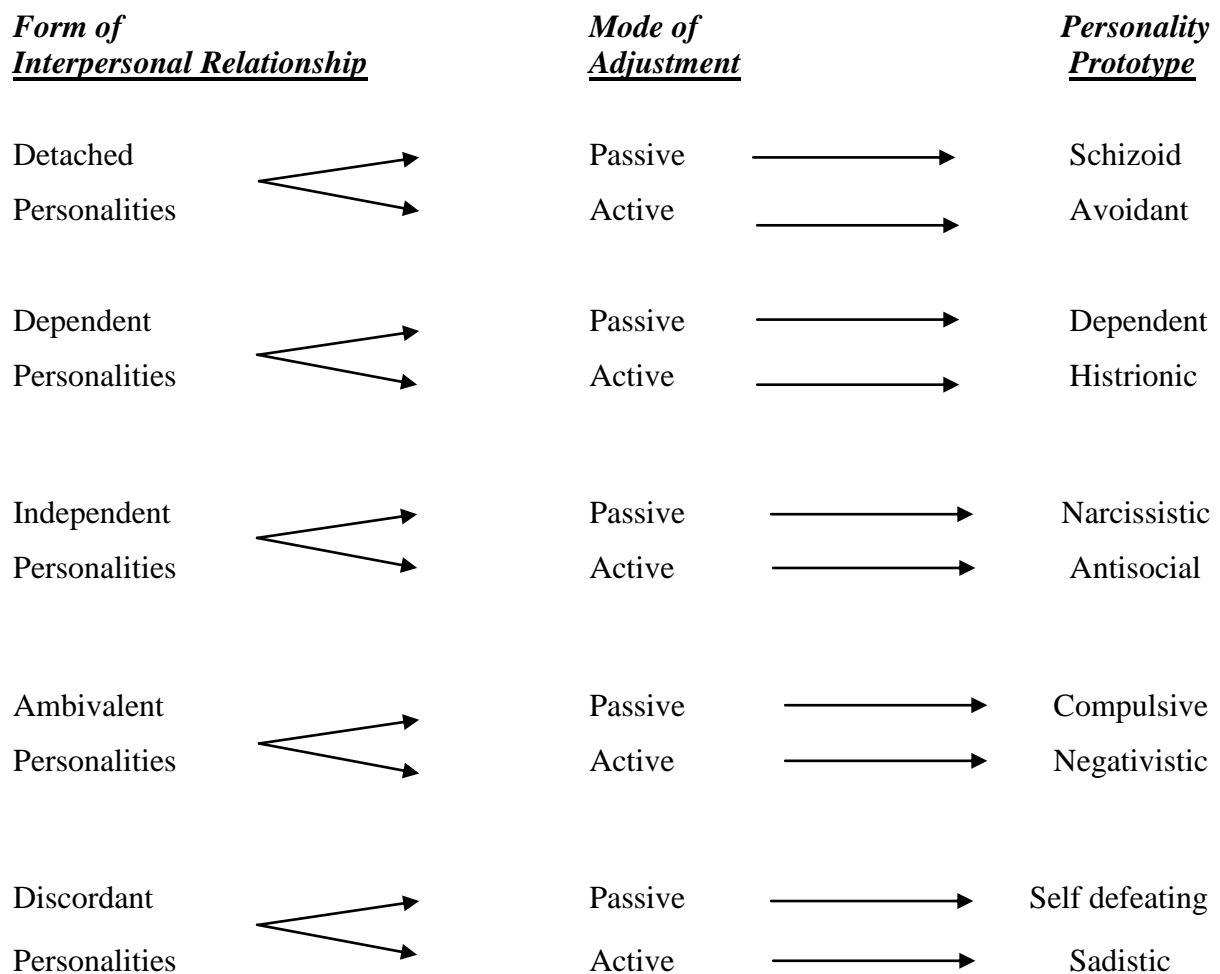 Form of Mode of Personality
Interpersonal Relationship Adjustment Prototype
Detached Passive Schizoid
Personalities Active Avoidant
Dependent Passive Dependent
Personalities Active Histrionic
Independent Passive Narcissistic
Personalities Active Antisocial
Ambivalent Passive Compulsive
Personalities Active Negativistic
Discordant Passive Self defeating
Personalities Active Sadistic